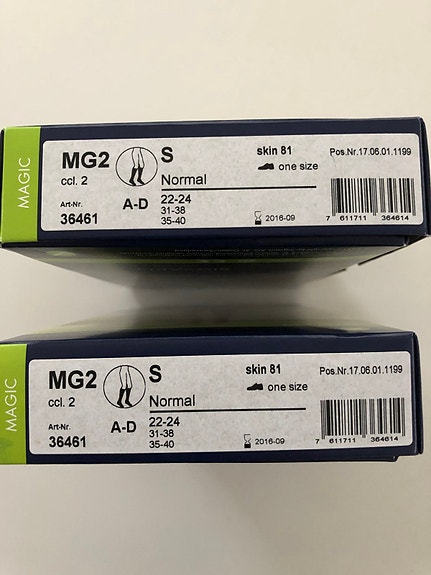 MAGIC
MG2 S skin 81 Pos.Nr.17.06.01.1199
ccl. 2 Normal one size
Art-Nr. A-D 22-24
36461 31-38
35-40 2016-09 7 611711 364614
MAGIC
MG2 S skin 81 Pos.Nr.17.06.01.1199
ccl. 2 Normal one size
Art-Nr. A-D 22-24
36461 31-38
35-40 2016-09 7 611711 364614